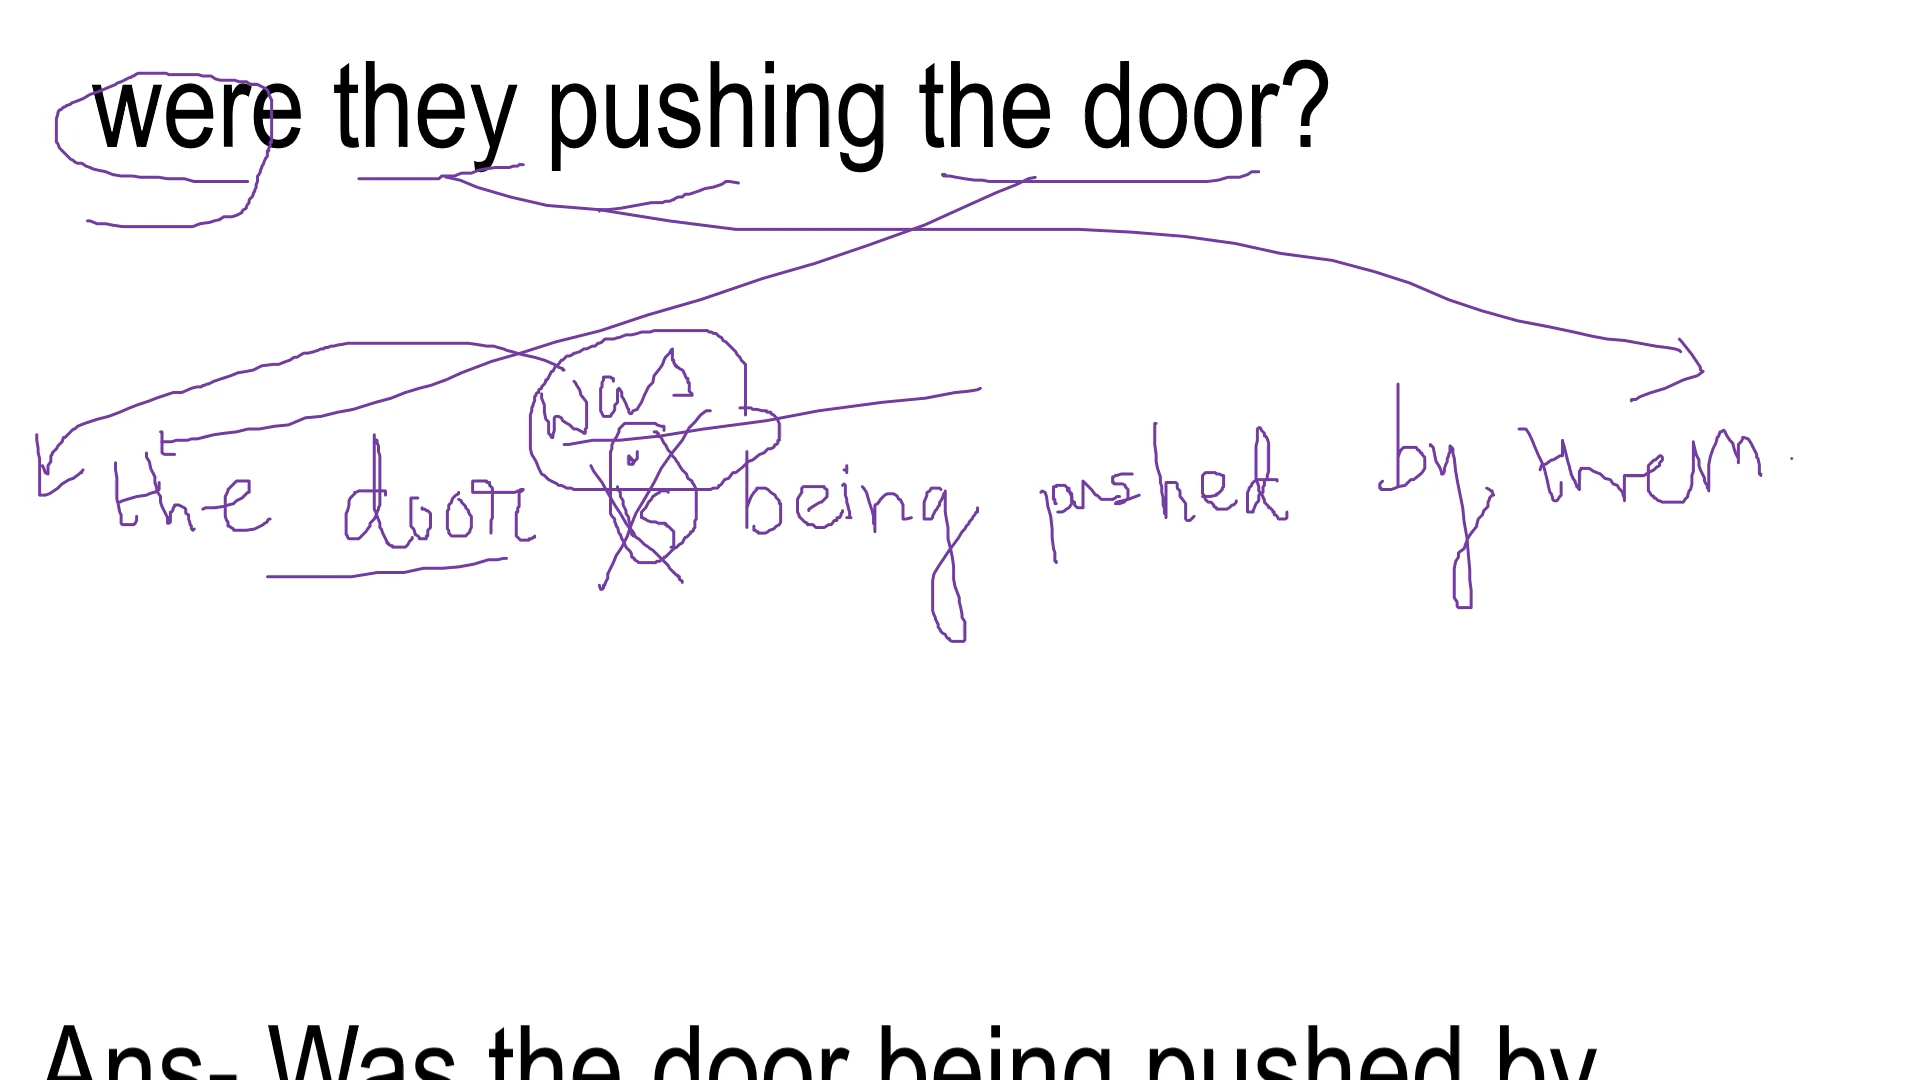 were they pushing the door?
was
the door is being pushed by them
Ans- Was the door being pushed by